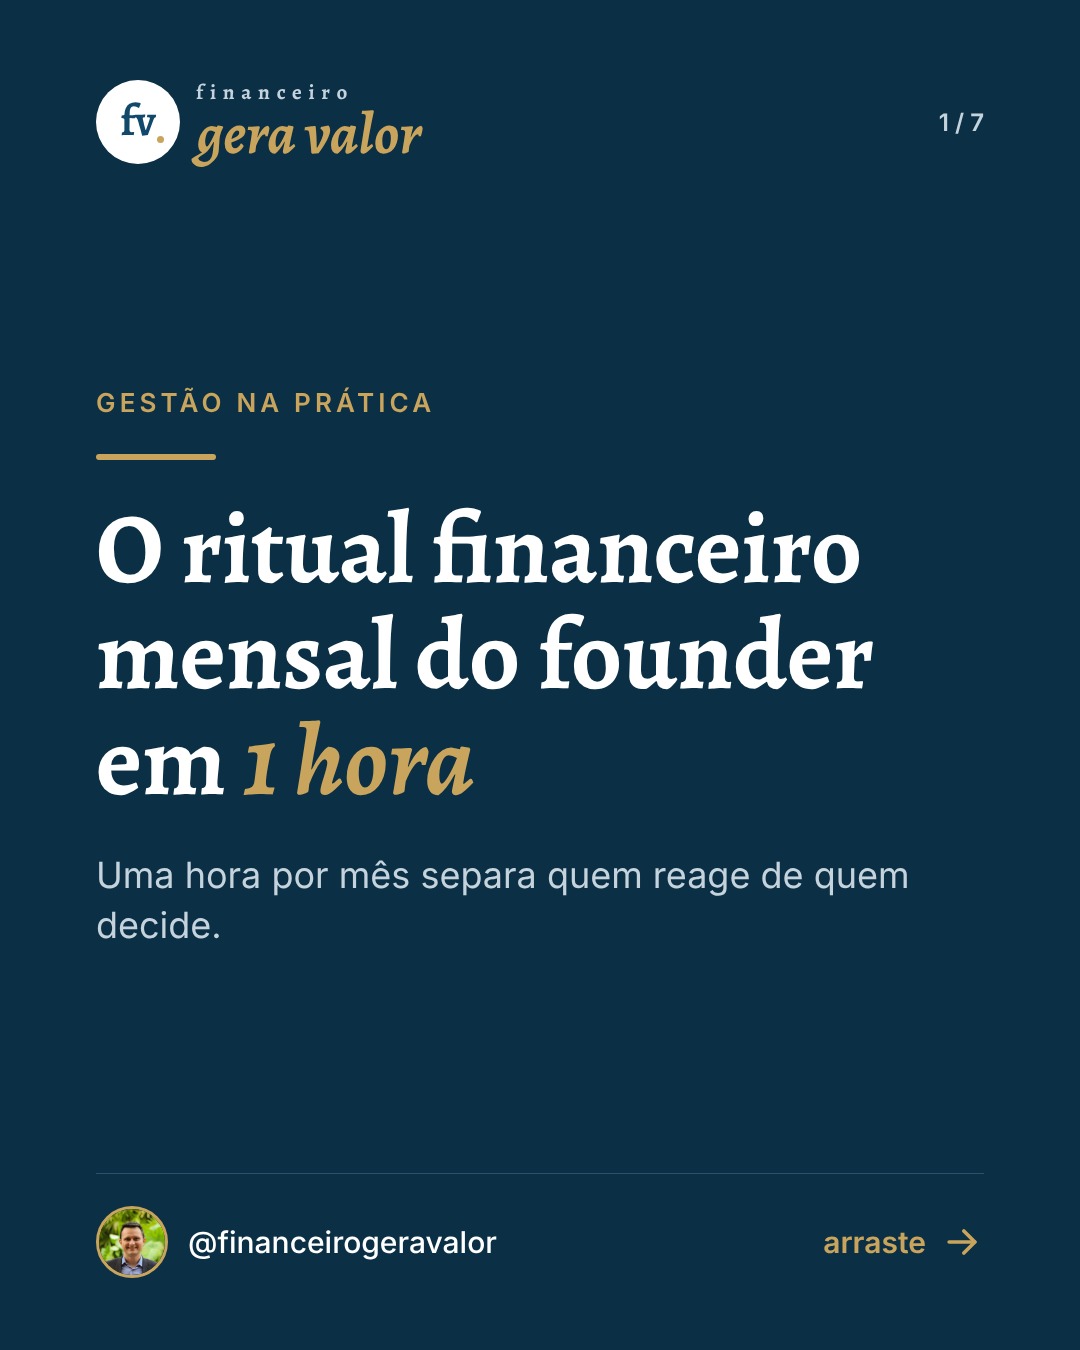 fv.
financeiro
gera valor
1/7
GESTÃO NA PRÁTICA
O ritual financeiro
mensal do founder
em 1 hora
Uma hora por mês separa quem reage de quem
decide.
@financeirogeravalor
arraste →